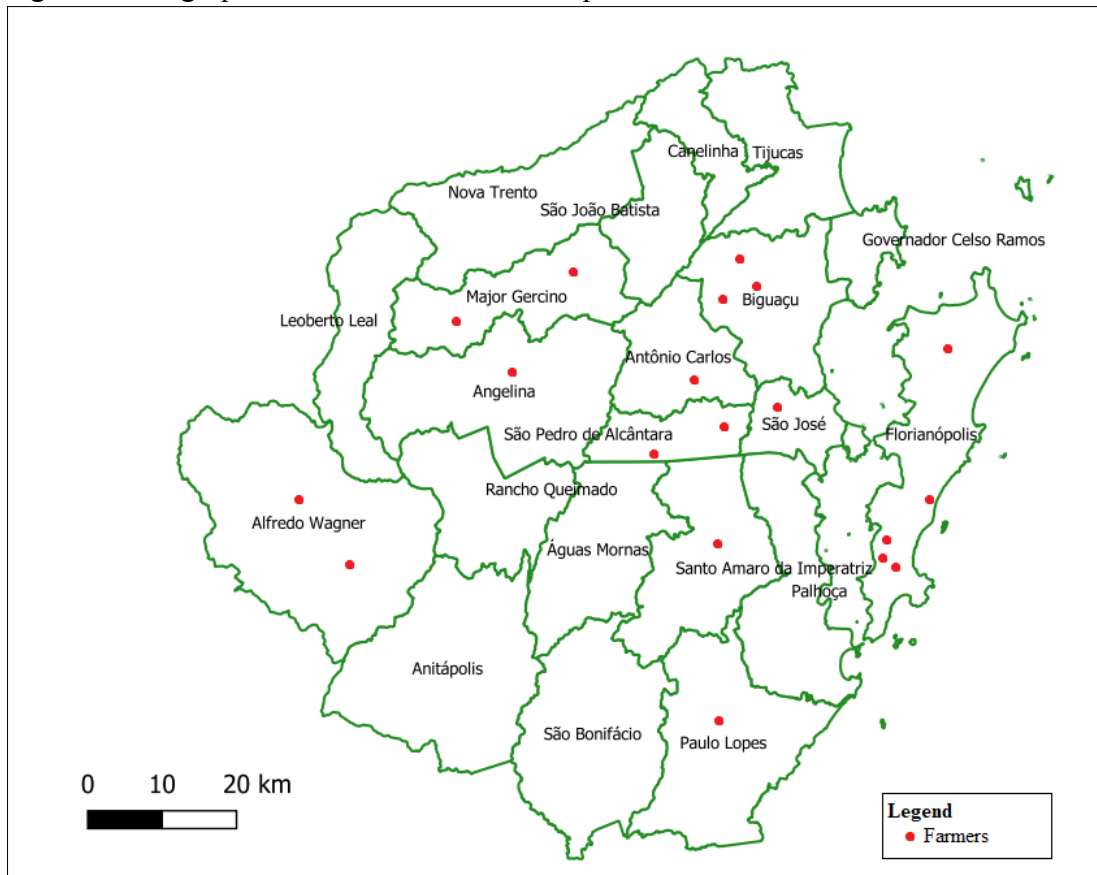 Canelinha
Tijucas
Nova Trento
São João Batista
Governador Celso Ramos
Major Gercino
Biguaçu
Leoberto Leal
Antônio Carlos
Angelina
São José
São Pedro de Alcântara
Florianópolis
Rancho Queimado
Alfredo Wagner
Águas Mornas
Santo Amaro da Imperatriz
Palhoça
Anitápolis
São Bonifácio
Paulo Lopes
0 10 20 km
Legend
Farmers